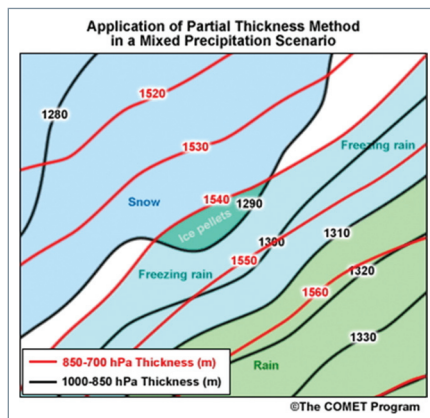 Application of Partial Thickness Method
in a Mixed Precipitation Scenario
1280
1520
1530
Freezing rain
Snow
1540
1290
Ice pellets
1300
1310
Freezing rain
1550
1320
1560
1330
Rain
850-700 hPa Thickness (m)
1000-850 hPa Thickness (m)
©The COMET Program